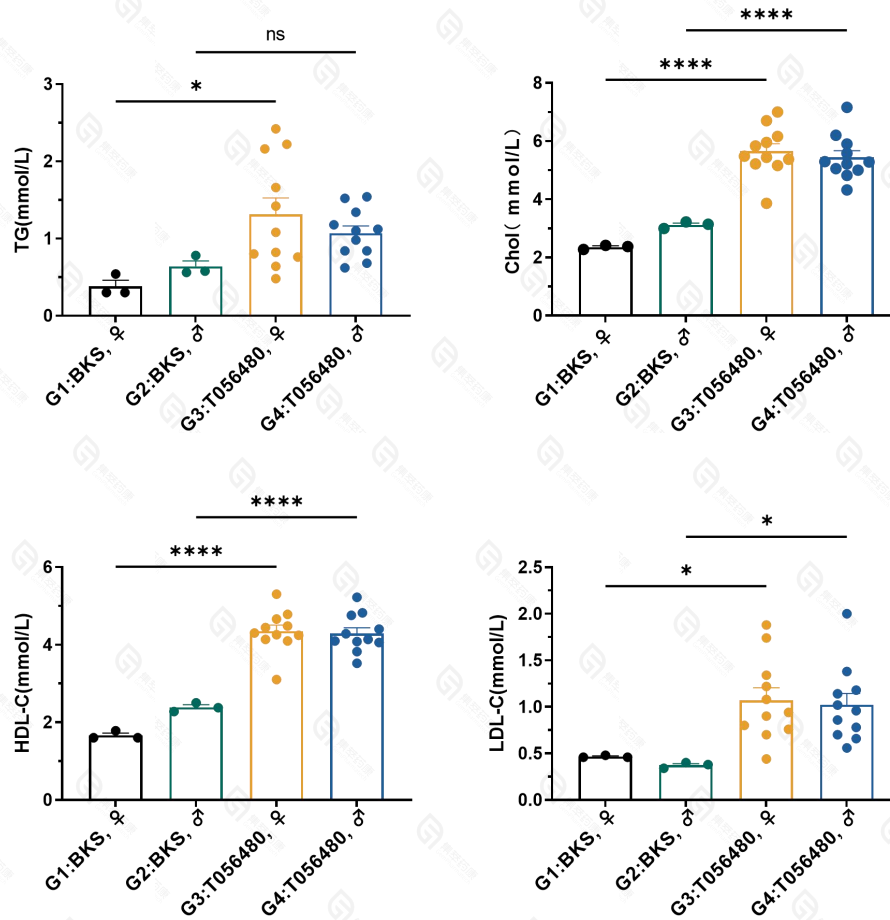 ns
*
TG(mmol/L)
3
2
1
0
G1:BKS, ♀
G2:BKS, ♂
G3:T056480, ♀
G4:T056480, ♂
****
****
Chol( mmol/L)
8
6
4
2
0
G1:BKS, ♀
G2:BKS, ♂
G3:T056480, ♀
G4:T056480, ♂
****
****
HDL-C(mmol/L)
6
4
2
0
G1:BKS, ♀
G2:BKS, ♂
G3:T056480, ♀
G4:T056480, ♂
*
*
LDL-C(mmol/L)
2.5
2.0
1.5
1.0
0.5
0.0
G1:BKS, ♀
G2:BKS, ♂
G3:T056480, ♀
G4:T056480, ♂